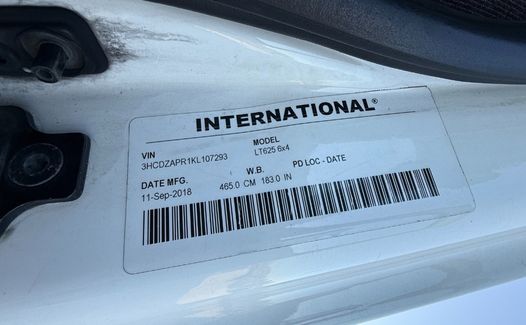 INTERNATIONAL®
VIN MODEL
3HCDZAPR1KL107293 LT625 6x4
DATE MFG. W.B. PD LOC - DATE
11-Sep-2018 465.0 CM 183.0 IN